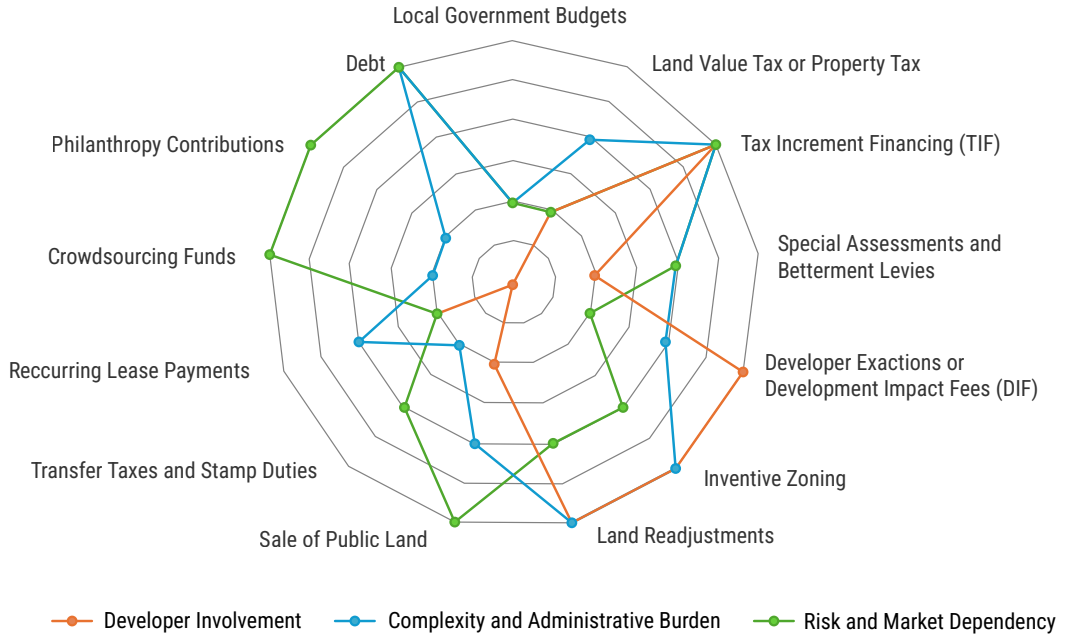 Local Government Budgets
Debt
Land Value Tax or Property Tax
Philanthropy Contributions
Tax Increment Financing (TIF)
Crowdsourcing Funds
Special Assessments and
Betterment Levies
Reccurring Lease Payments
Developer Exactions or
Development Impact Fees (DIF)
Transfer Taxes and Stamp Duties
Inventive Zoning
Sale of Public Land
Land Readjustments
Developer Involvement
Complexity and Administrative Burden
Risk and Market Dependency